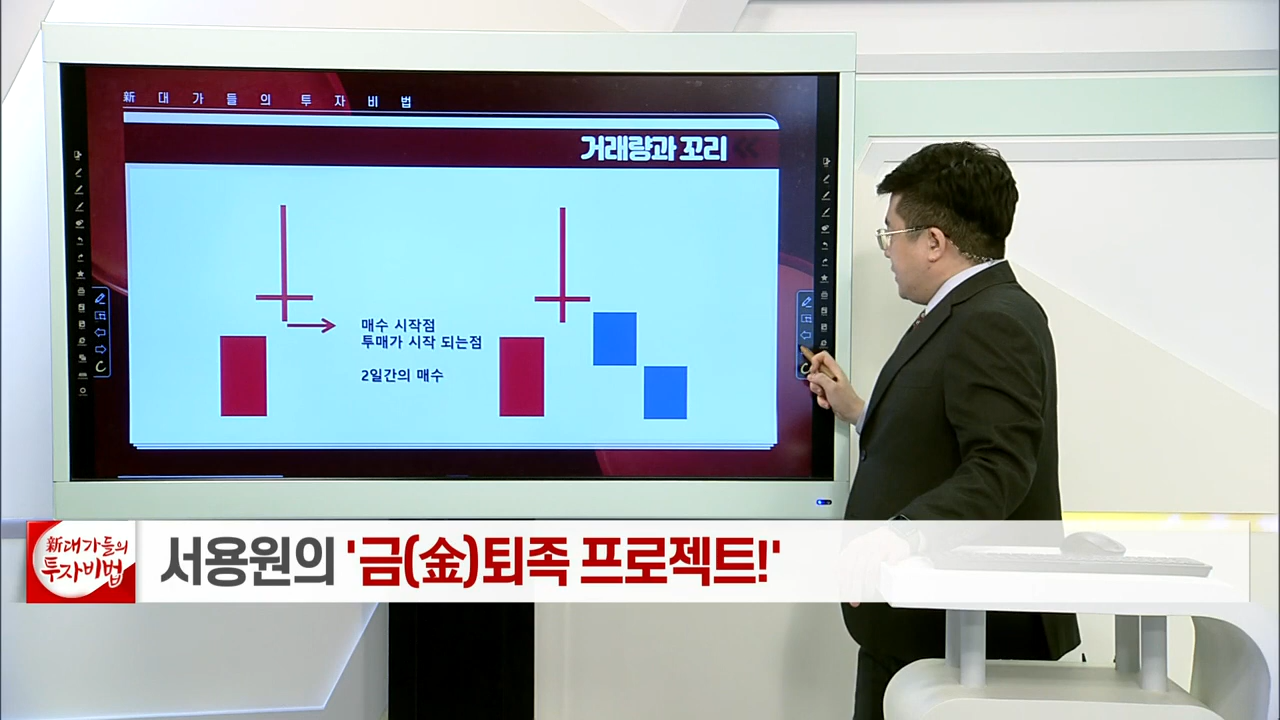 新 대 가 들 의 투 자 비 법
거래량과 꼬리
매수 시작점
투매가 시작 되는점
2일간의 매수
新대가들의
투자비법
서용원의 '금(金)퇴족 프로젝트!'